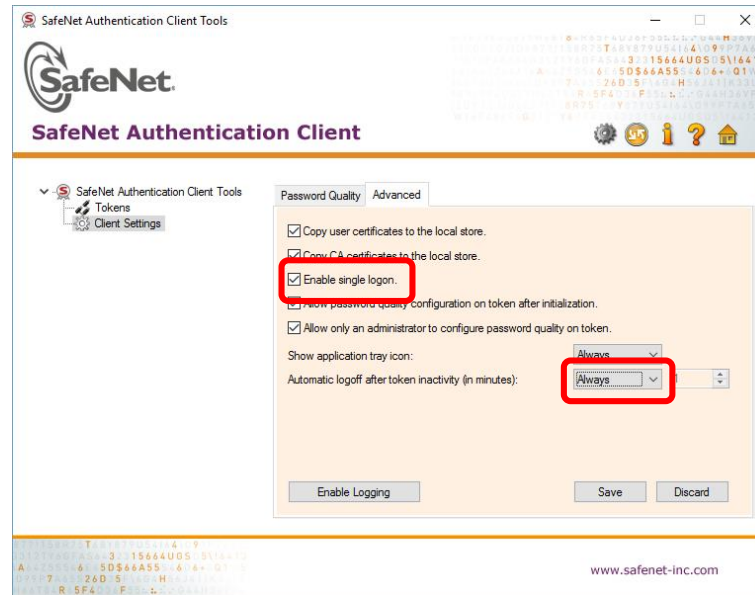 SafeNet Authentication Client Tools
SafeNet
SafeNet Authentication Client
SafeNet Authentication Client Tools
Tokens
Client Settings
Password Quality
Advanced
Copy user certificates to the local store.
Copy CA certificates to the local store.
Enable single logon.
Allow password quality configuration on token after initialization.
Allow only an administrator to configure password quality on token.
Show application tray icon:
Always
Automatic logoff after token inactivity (in minutes):
Always
Enable Logging
Save
Discard
www.safenet-inc.com